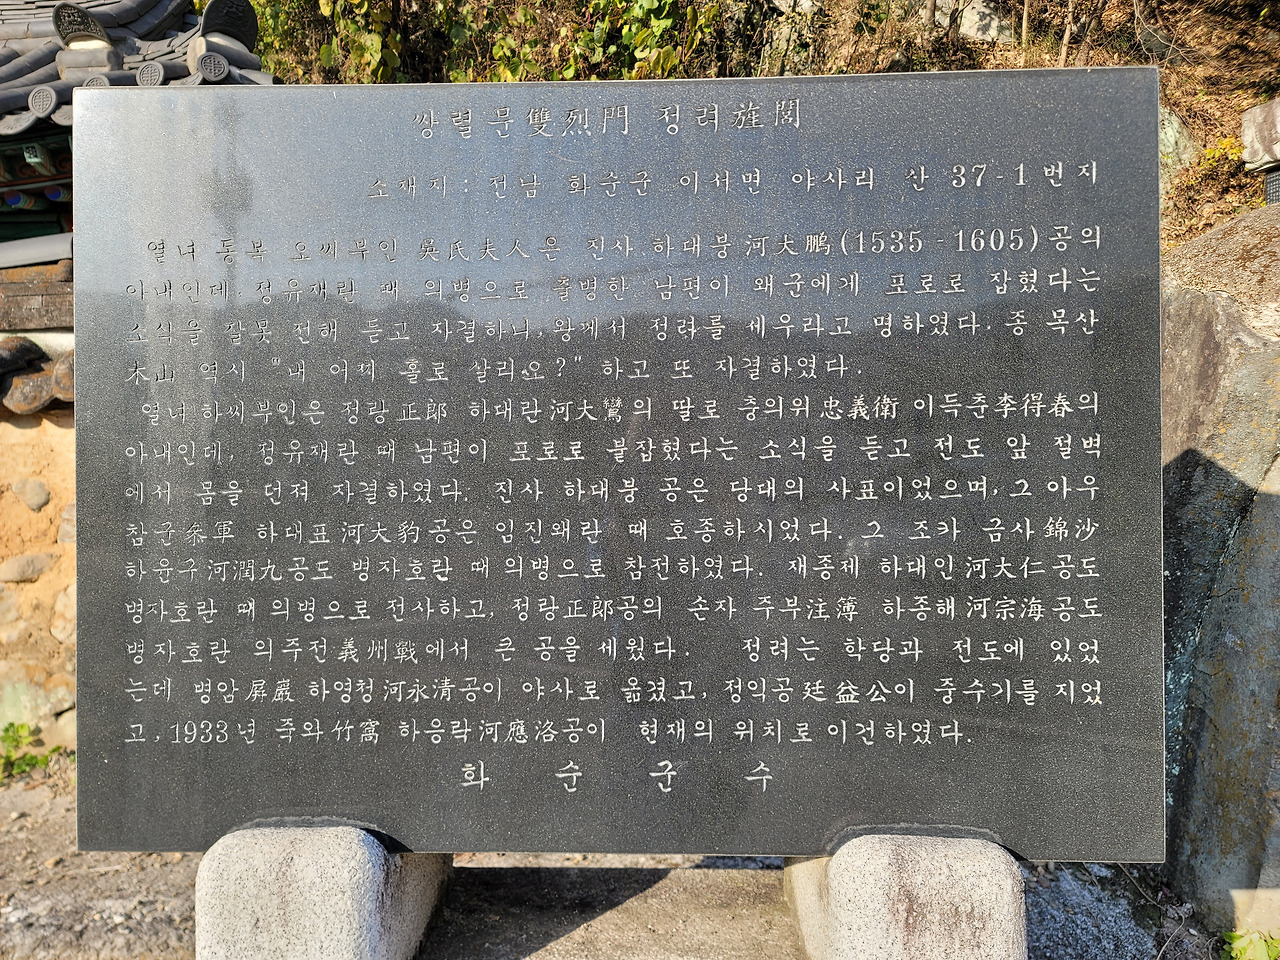 쌍렬문雙烈門 정려旌閭
소재지: 전남 화순군 이서면 야사리 산 37-1번지
열녀 동복 오씨부인 吳氏夫人은 진사 하대붕河大鵬(1535-1605)공의
아내인데 정유재란 때 의병으로 출병한 남편이 왜군에게 포로로 잡혔다는
소식을 잘못 전해 듣고 자결하니, 왕께서 정려를 세우라고 명하였다. 종 목산
木山 역시 "내 어찌 홀로 살리오?" 하고 또 자결하였다.
열녀하씨부인은 정랑正郎 하대란河大鸞의 딸로 충의위忠義衛 이득춘李得春의
아내인데, 정유재란 때 남편이 포로로 붙잡혔다는 소식을 듣고 전도 앞 절벽
에서 몸을 던져 자결하였다. 진사 하대붕 공은 당대의 사표이었으며, 그 아우
참군叅軍 하대표河大豹공은 임진왜란 때 호종하시었다. 그 조카 금사錦沙
하윤구河潤九공도 병자호란 때 의병으로 참전하였다. 재종제 하대인河大仁공도
병자호란 때 의병으로 전사하고, 정랑正郎공의 손자 주부注簿 하종해河宗海공도
병자호란 의주전義州戰에서 큰 공을 세웠다. 정려는 학당과 전도에 있었
는데 병암屛巖 하영청河永清공이 야사로 옮겼고, 정익공廷益公이 중수기를 지었
고, 1933년 죽와竹窩 하응락河應洛공이 현재의 위치로 이건하였다.
화순군수